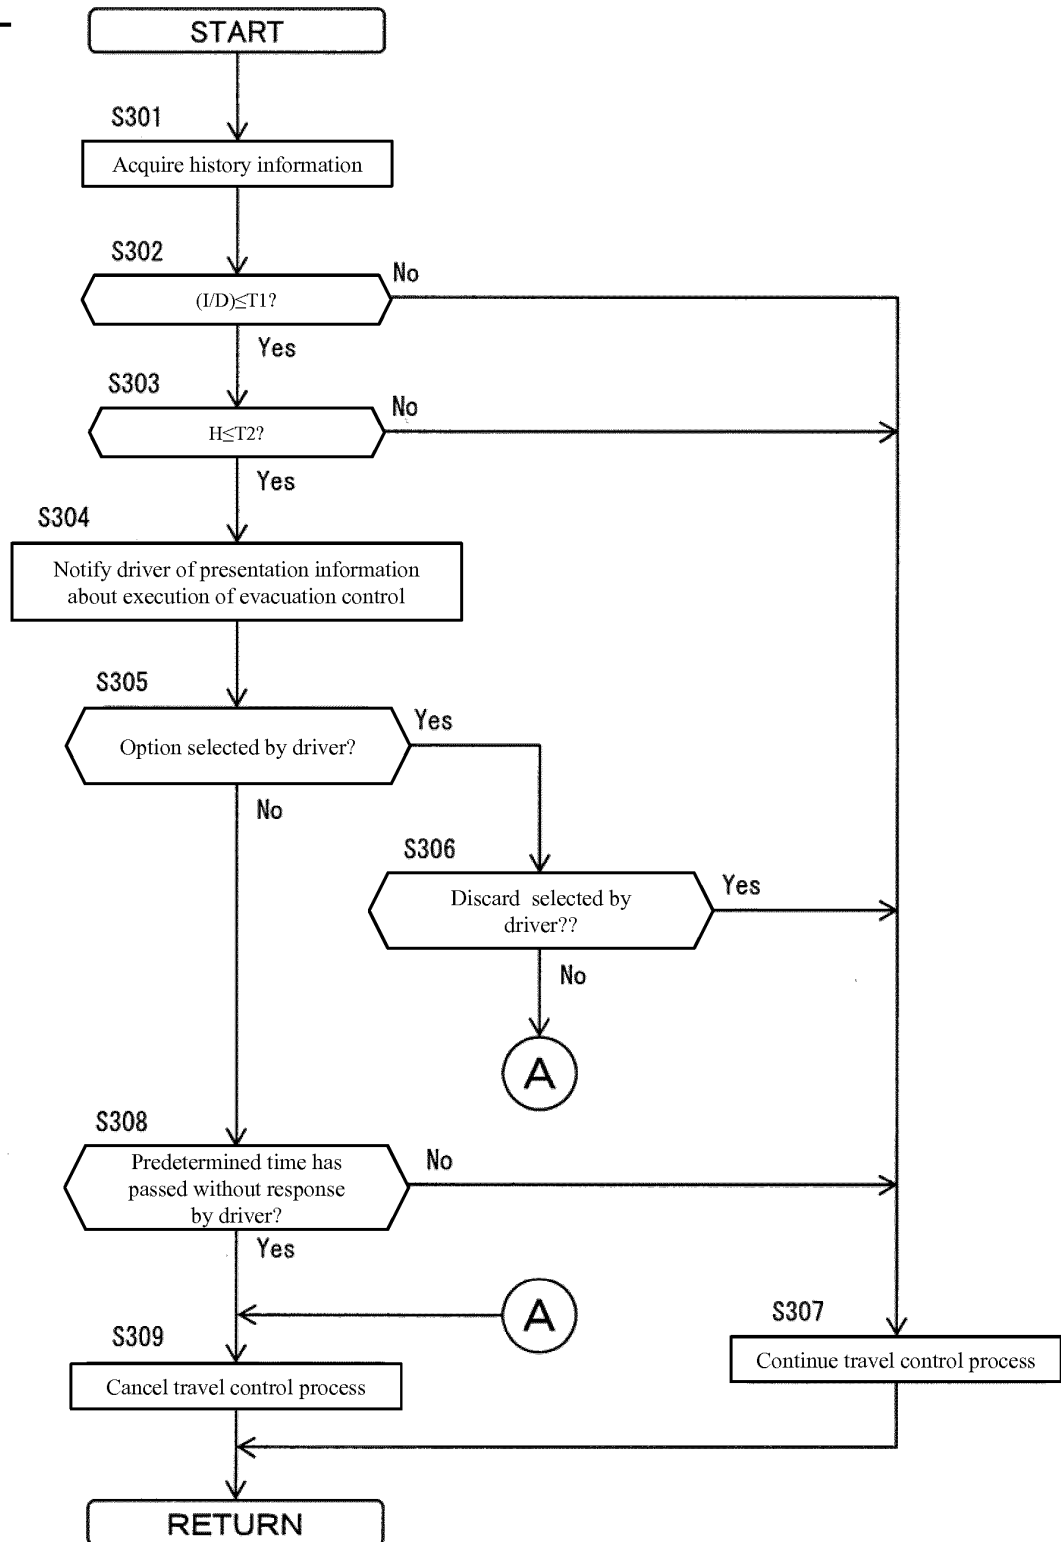 START
S301
Acquire history information
S302
(I/D)≤T1?
No
Yes
S303
H≤T2?
No
Yes
S304
Notify driver of presentation information
about execution of evacuation control
S305
Option selected by driver?
Yes
No
S306
Discard selected by
driver??
Yes
No
A
S308
Predetermined time has
passed without response
by driver?
No
Yes
A
S309
Cancel travel control process
S307
Continue travel control process
RETURN